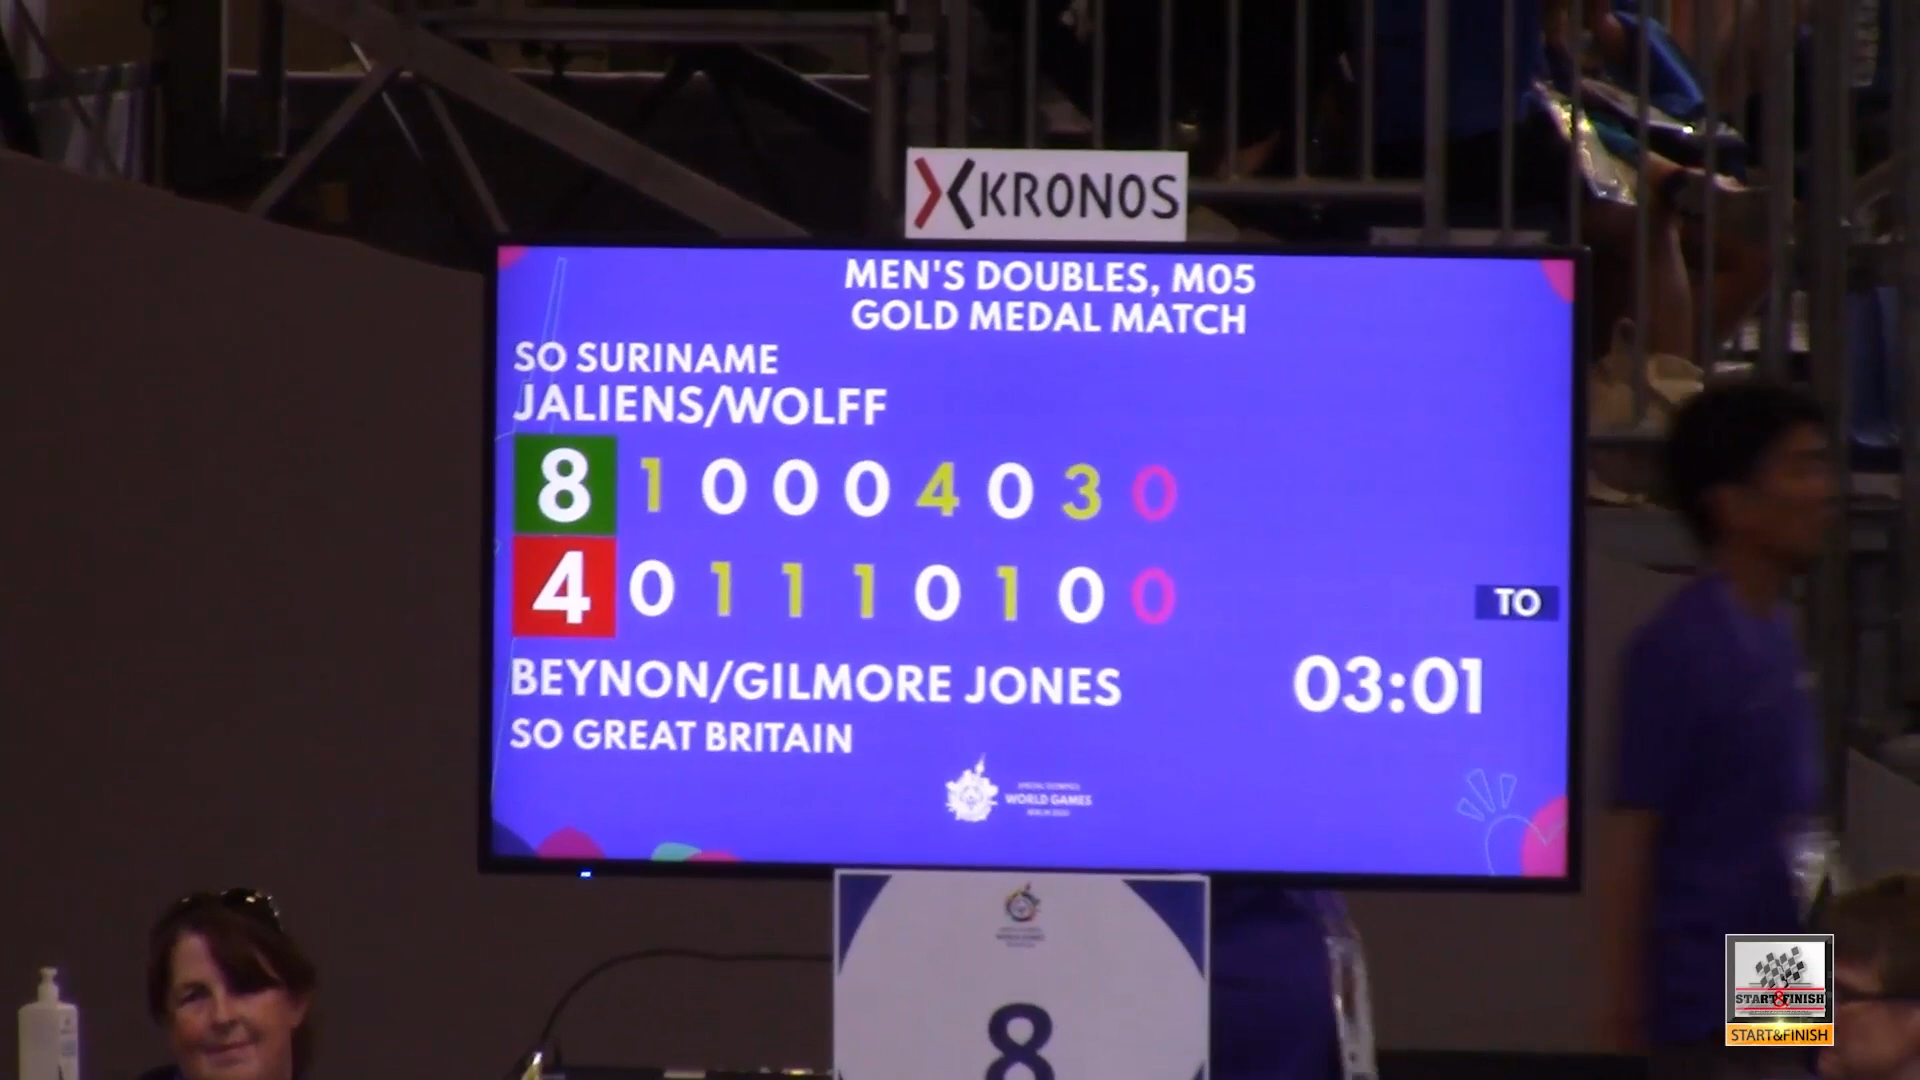 KRONOS
MEN'S DOUBLES, M05
GOLD MEDAL MATCH
SO SURINAME
JALIENS/WOLFF
8 1 0 0 0 4 0 3 0
4 0 1 1 1 0 1 0 0
TO
BEYNON/GILMORE JONES
03:01
SO GREAT BRITAIN
WORLD GAMES
8
START&FINISH
START&FINISH